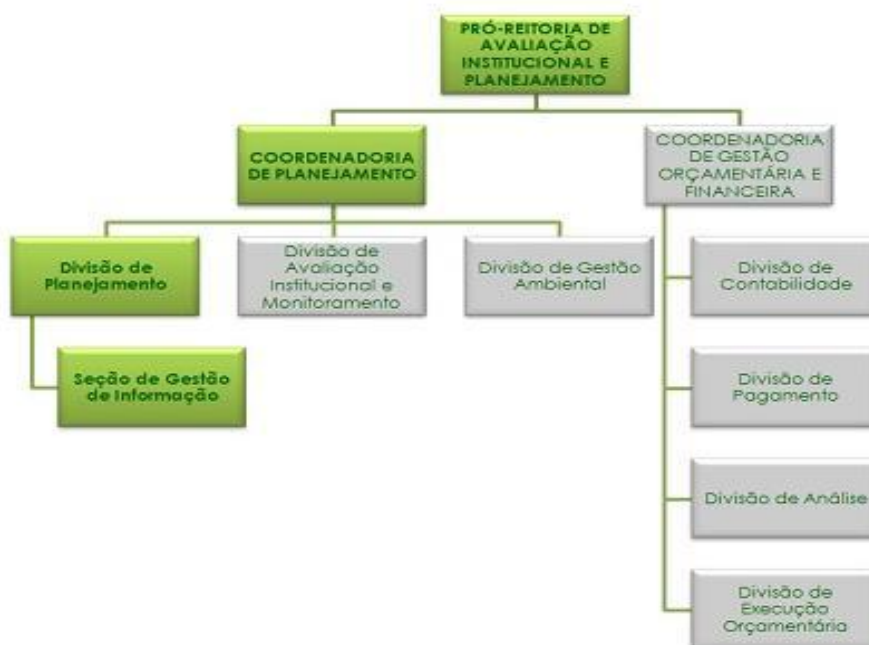 PRÓ-REITORIA DE
AVALIAÇÃO
INSTITUCIONAL E
PLANEJAMENTO
COORDENADORIA
DE PLANEJAMENTO
COORDENADORIA
DE GESTÃO
ORÇAMENTÁRIA E
FINANCEIRA
Divisão de
Planejamento
Divisão de
Avaliação
Institucional e
Monitoramento
Divisão de Gestão
Ambiental
Divisão de
Contabilidade
Seção de Gestão
de Informação
Divisão de
Pagamento
Divisão de Análise
Divisão de
Execução
Orçamentária